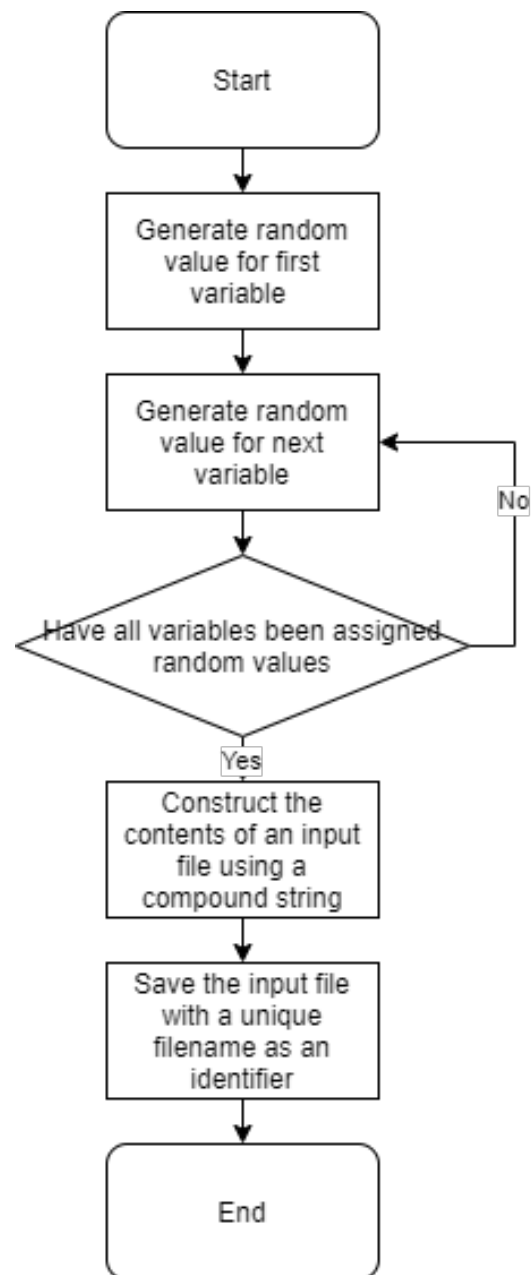 Start
Generate random
value for first
variable
Generate random
value for next
variable
No
Have all variables been assigned
random values
Yes
Construct the
contents of an input
file using a
compound string
Save the input file
with a unique
filename as an
identifier
End